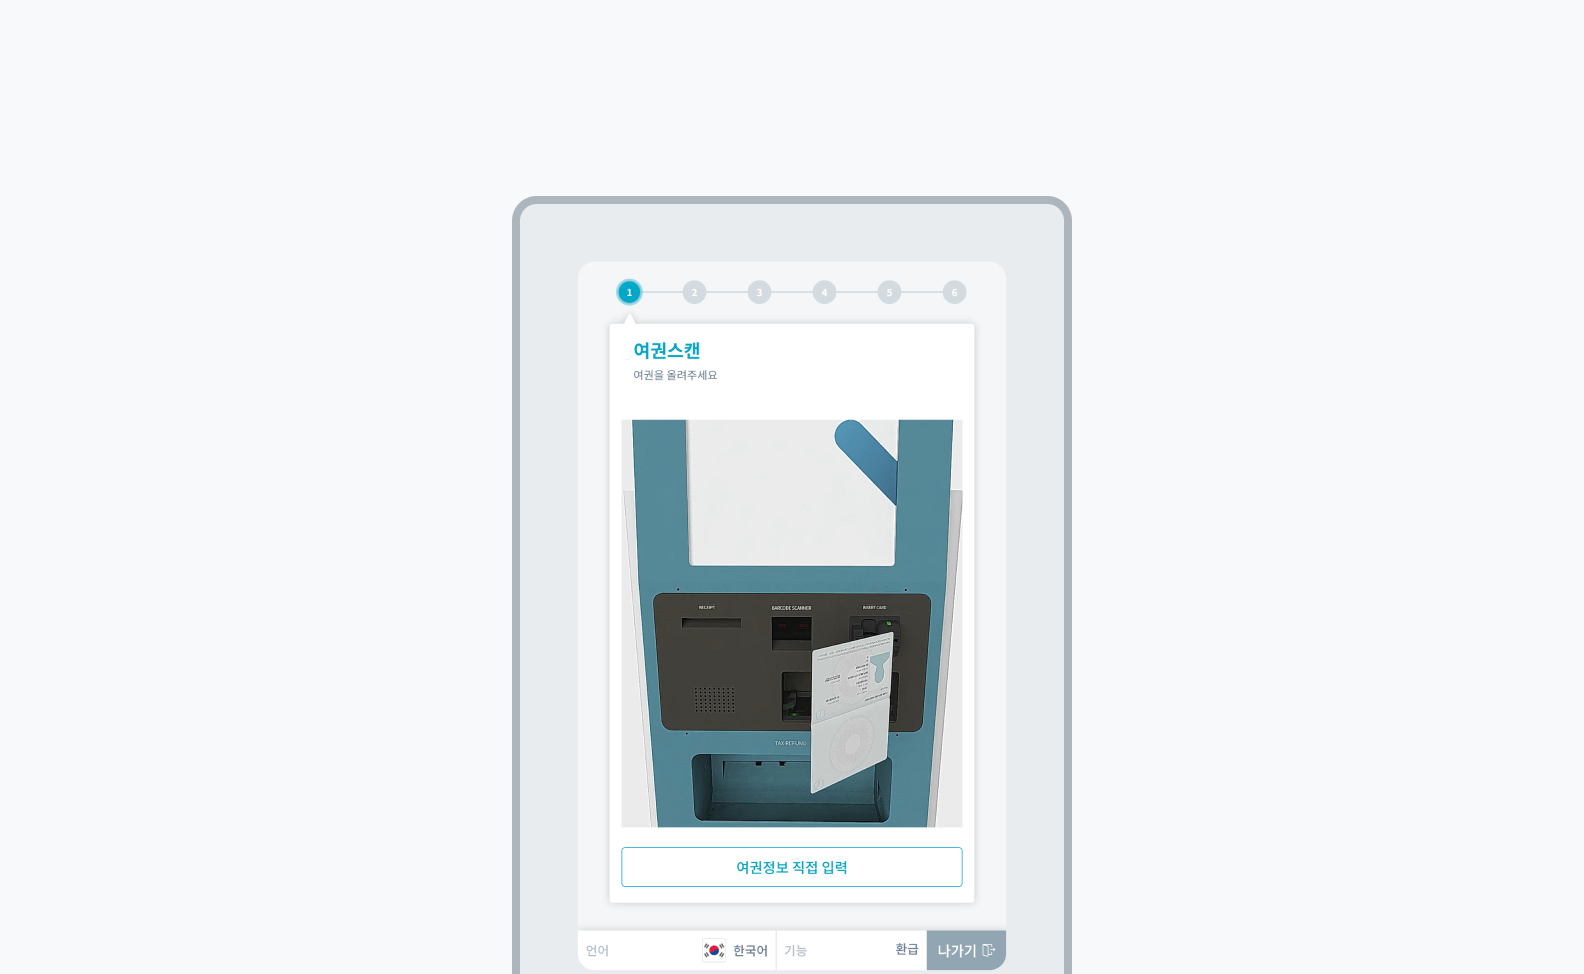 1 2 3 4 5 6
여권스캔
여권을 올려주세요
RECEIPT
BARCODE SCANNER
INSERT CARD
TAX REFUND
여권정보 직접 입력
언어 한국어 기능 환급 나가기